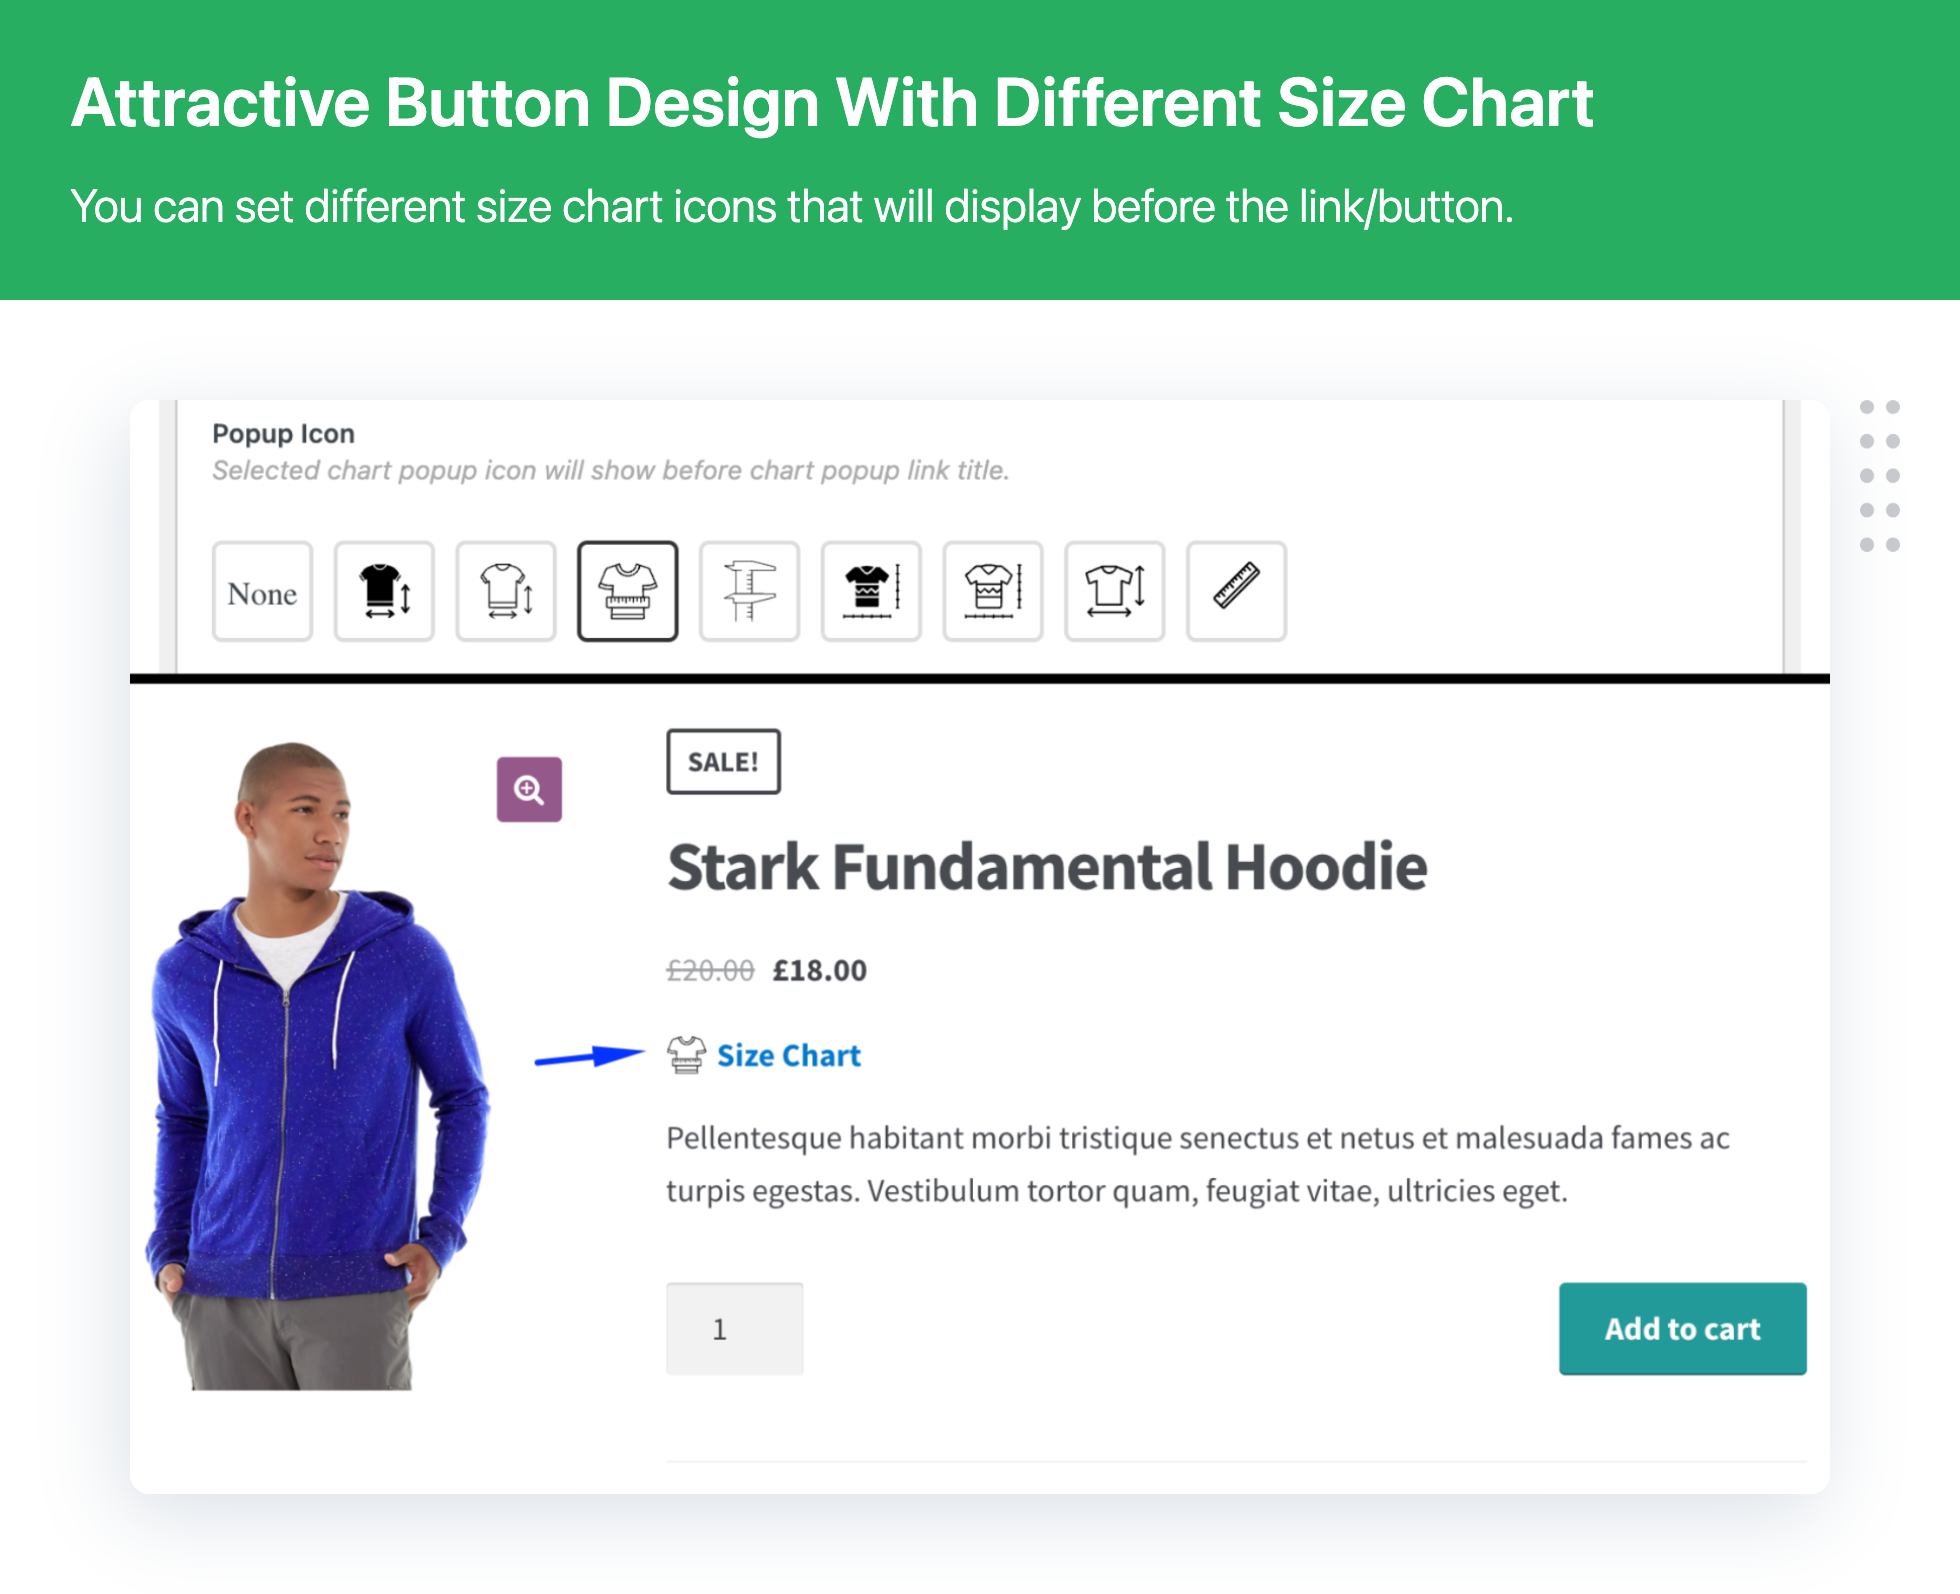 Attractive Button Design With Different Size Chart
You can set different size chart icons that will display before the link/button.
Popup Icon
Selected chart popup icon will show before chart popup link title.
None
SALE!
Stark Fundamental Hoodie
£20.00 £18.00
Size Chart
Pellentesque habitant morbi tristique senectus et netus et malesuada fames ac
turpis egestas. Vestibulum tortor quam, feugiat vitae, ultricies eget.
1
Add to cart